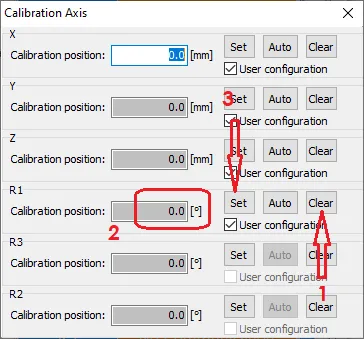 Calibration Axis
X
Calibration position: 0.0 [mm] Set Auto Clear
User configuration
Y
3
Calibration position: 0.0 [mm] Set Auto Clear
User configuration
Z
Calibration position: 0.0 [mm] Set Auto Clear
User configuration
R1
Calibration position: 0.0 [°] Set Auto Clear
2
User configuration
R3
Calibration position: 0.0 [°] Set Auto Clear
User configuration
1
R2
Calibration position: 0.0 [°] Set Auto Clear
User configuration